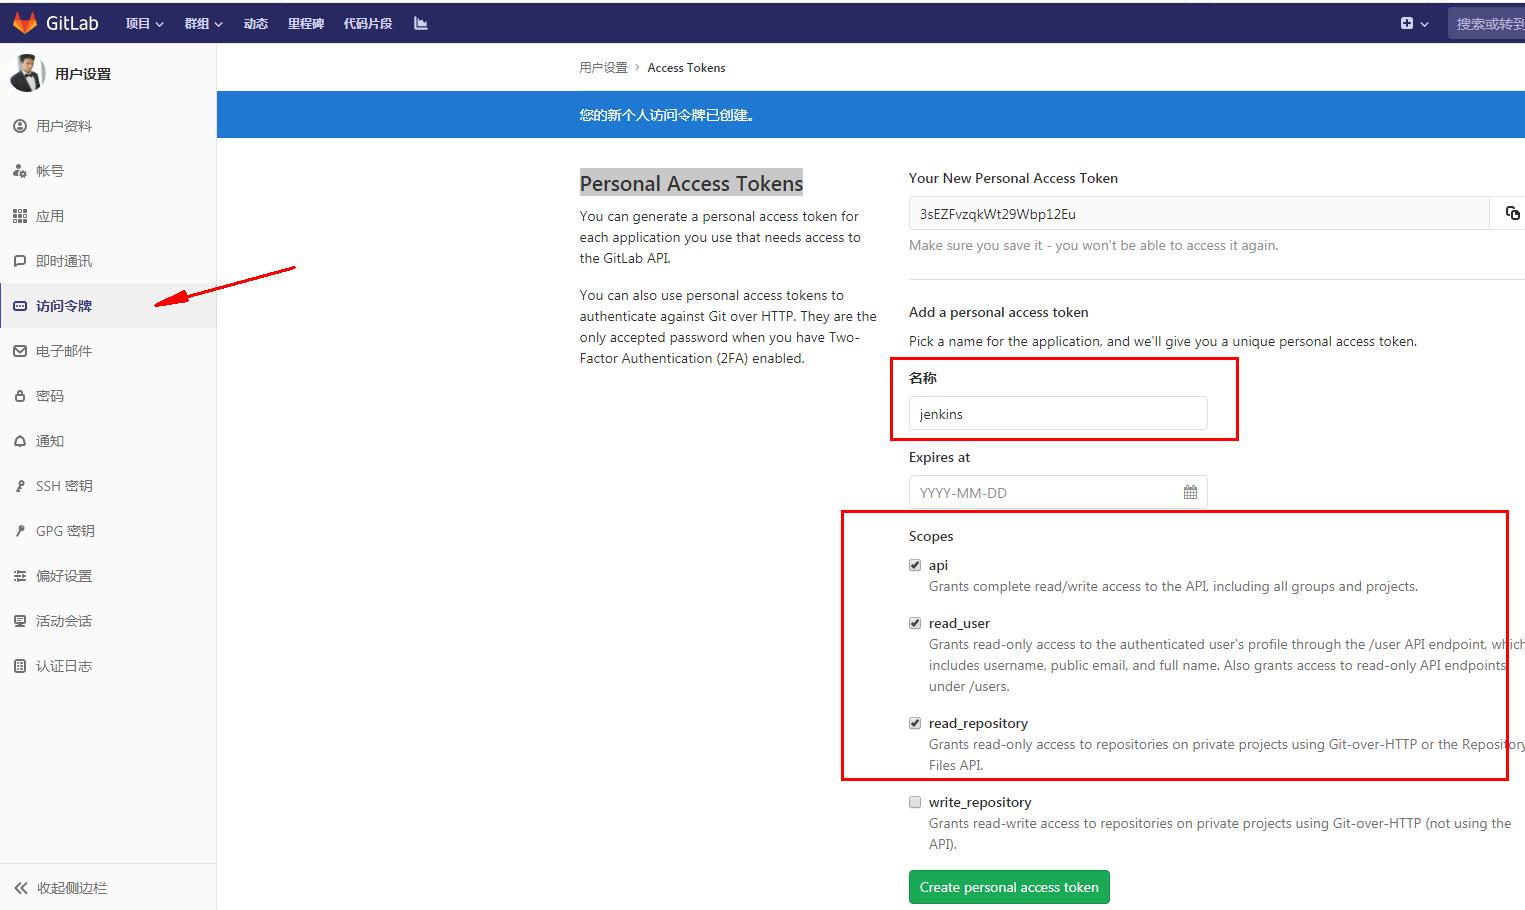 GitLab 项目 群组 动态 里程碑 代码片段 搜索或转到
用户设置
用户资料
帐号
应用
即时通讯
访问令牌
电子邮件
密码
通知
SSH 密钥
GPG 密钥
偏好设置
活动会话
认证日志
收起侧边栏
用户设置 › Access Tokens
您的新个人访问令牌已创建。
Personal Access Tokens
You can generate a personal access token for
each application you use that needs access to
the GitLab API.
You can also use personal access tokens to
authenticate against Git over HTTP. They are the
only accepted password when you have Two-
Factor Authentication (2FA) enabled.
Your New Personal Access Token
3sEZFvzqkWt29Wbp12Eu
Make sure you save it - you won't be able to access it again.
Add a personal access token
Pick a name for the application, and we'll give you a unique personal access token.
名称
jenkins
Expires at
YYYY-MM-DD
Scopes
api
Grants complete read/write access to the API, including all groups and projects.
read_user
Grants read-only access to the authenticated user's profile through the /user API endpoint, which
includes username, public email, and full name. Also grants access to read-only API endpoints
under /users.
read_repository
Grants read-only access to repositories on private projects using Git-over-HTTP or the Repository
Files API.
write_repository
Grants read-write access to repositories on private projects using Git-over-HTTP (not using the
API).
Create personal access token